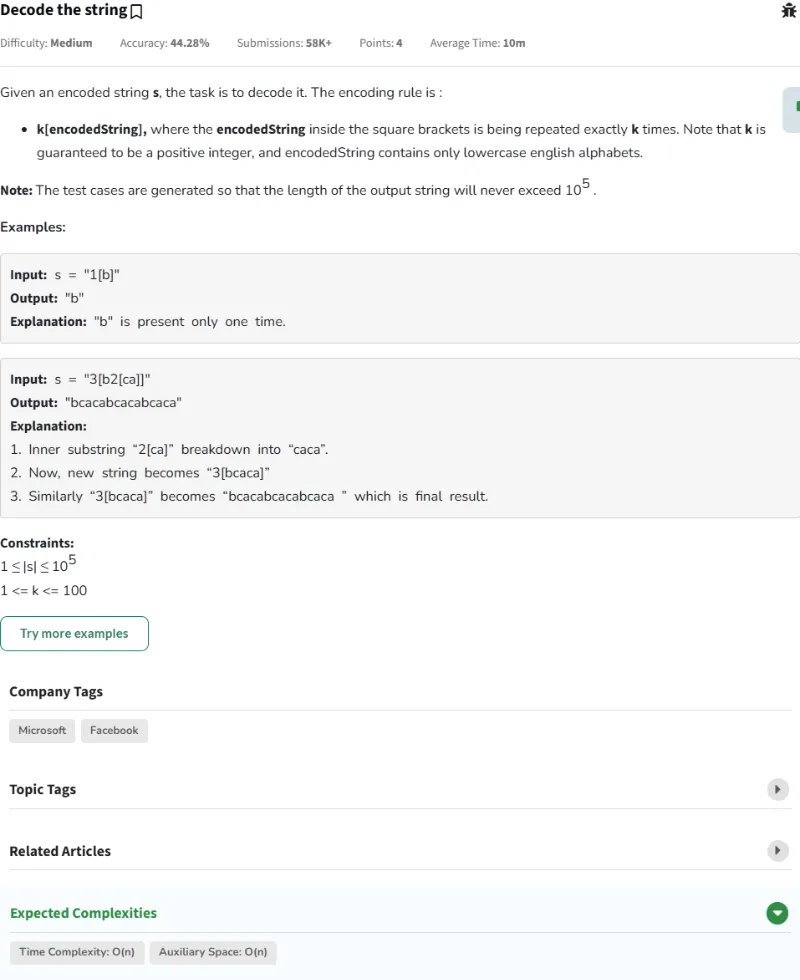 Decode the string
Difficulty: Medium Accuracy: 44.28% Submissions: 58K+ Points: 4 Average Time: 10m
Given an encoded string s, the task is to decode it. The encoding rule is :
• k[encodedString], where the encodedString inside the square brackets is being repeated exactly k times. Note that k is
guaranteed to be a positive integer, and encodedString contains only lowercase english alphabets.
Note: The test cases are generated so that the length of the output string will never exceed 10^5 .
Examples:
Input: s = "1[b]"
Output: "b"
Explanation: "b" is present only one time.
Input: s = "3[b2[ca]]"
Output: "bcacabcacabcaca"
Explanation:
1. Inner substring “2[ca]” breakdown into “caca”.
2. Now, new string becomes “3[bcaca]”
3. Similarly “3[bcaca]” becomes “bcacabcacabcaca ” which is final result.
Constraints:
1 ≤ |s| ≤ 10^5
1 <= k <= 100
Try more examples
Company Tags
Microsoft Facebook
Topic Tags
Related Articles
Expected Complexities
Time Complexity: O(n) Auxiliary Space: O(n)